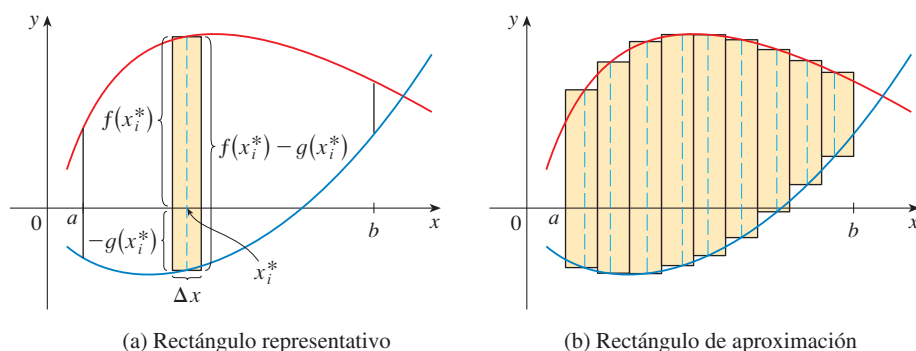 y
f(x_i^*)
f(x_i^*) − g(x_i^*)
0
a
b
x
−g(x_i^*)
x_i^*
Δx
(a) Rectángulo representativo
y
0
a
b
x
(b) Rectángulo de aproximación